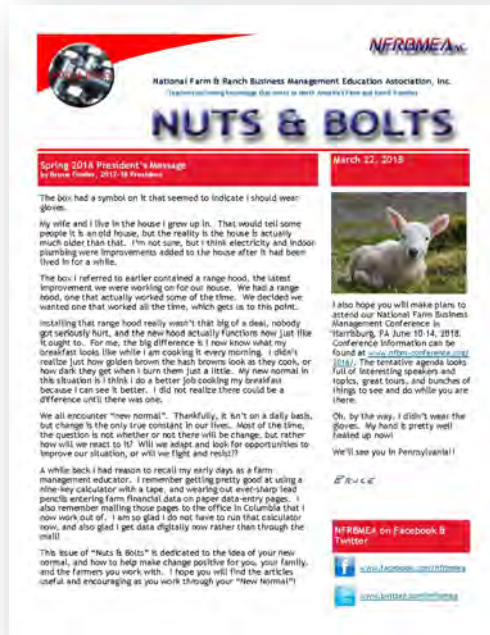 NFRBMEA INC.
National Farm & Ranch Business Management Education Association, Inc.
NUTS & BOLTS
Spring 2018 President's Message
by Bruce Fowler, 2017-18 President
The box had a symbol on it that seemed to indicate I should wear
gloves.
My wife and I live in the house I grew up in. That would tell some
people it is an old house, but the reality is the house is actually
much older than that. I'm not sure, but I think electricity and indoor
plumbing were improvements added to the house after it had been
lived in for a while.
The box I referred to earlier contained a range hood, the latest
improvement we were working on for our house. We had a range
hood, one that actually worked some of the time. We decided we
wanted one that worked all the time, which gets us to this point.
Installing that range hood really wasn't that big of a deal, nobody
got seriously hurt, and the new hood actually functions now just like
it ought to. For me, the big difference is I now know what my
breakfast looks like while I am cooking it every morning. I didn't
realize just how golden brown the hash browns look as they cook, or
how dark they get when I burn them just a little. My new normal in
this situation is I think I do a better job cooking my breakfast
because I can see it better. I did not realize there could be a
difference until there was one.
We all encounter "new normal". Thankfully, it isn't on a daily basis,
but change is the only true constant in our lives. Most of the time,
the question is not whether or not there will be change, but rather
how will we react to it? Will we adapt and look for opportunities to
improve our situation, or will we fight and resist??
A while back I had reason to recall my early days as a farm
management educator. I remember getting pretty good at using a
nine-key calculator with a tape, and wearing out ever-sharp lead
pencils entering farm financial data on paper data-entry pages. I
also remember mailing those pages to the office in Columbia that I
now work out of. I am so glad I do not have to run that calculator
now, and also glad I get data digitally now rather than through the
mail!
This issue of "Nuts & Bolts" is dedicated to the idea of your new
normal, and how to help make change positive for you, your family,
and the farmers you work with. I hope you will find the articles
useful and encouraging as you work through your "New Normal"!
March 22, 2018
I also hope you will make plans to
attend our National Farm Business
Management Conference in
Harrisburg, PA June 10-14, 2018.
Conference information can be
found at www.nfbm-conference.org/
2018/. The tentative agenda looks
full of interesting speakers and
topics, great tours, and bunches of
things to see and do while you are
there.
Oh, by the way, I didn't wear the
gloves. My hand is pretty well
healed up now!
We'll see you in Pennsylvania!!
BRUCE
NFRBMEA on Facebook &
Twitter
www.facebook.com/nfrbmea
www.twitter.com/nfrbmea